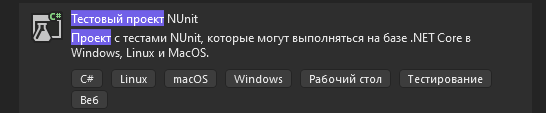 C#
Тестовый проект NUnit
Проект с тестами NUnit, которые могут выполняться на базе .NET Core в
Windows, Linux и MacOS.
C# Linux macOS Windows Рабочий стол Тестирование
Веб